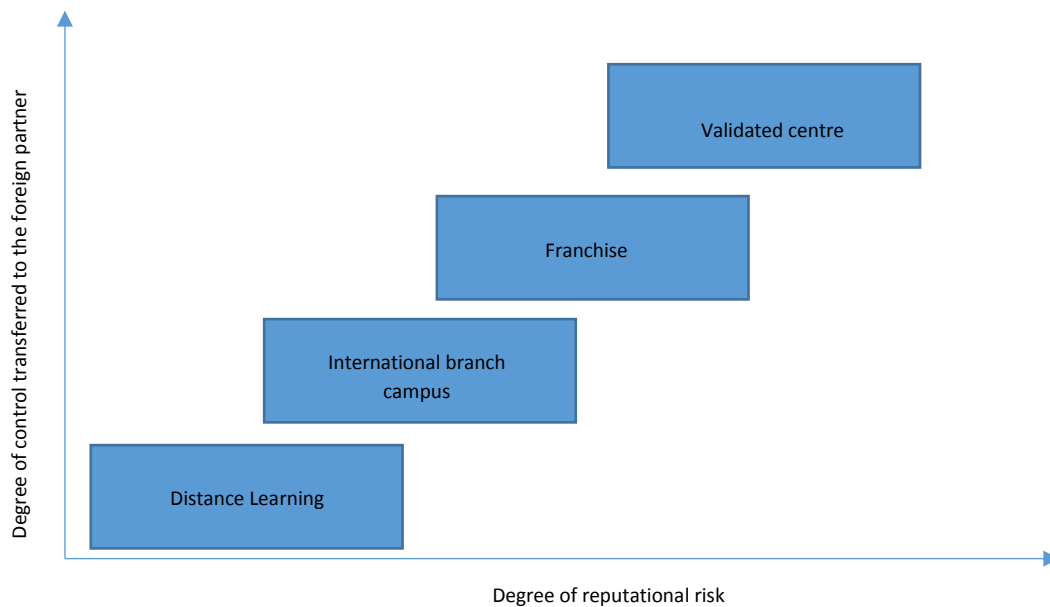 Degree of control transferred to the foreign partner
Validated centre
Franchise
International branch
campus
Distance Learning
Degree of reputational risk